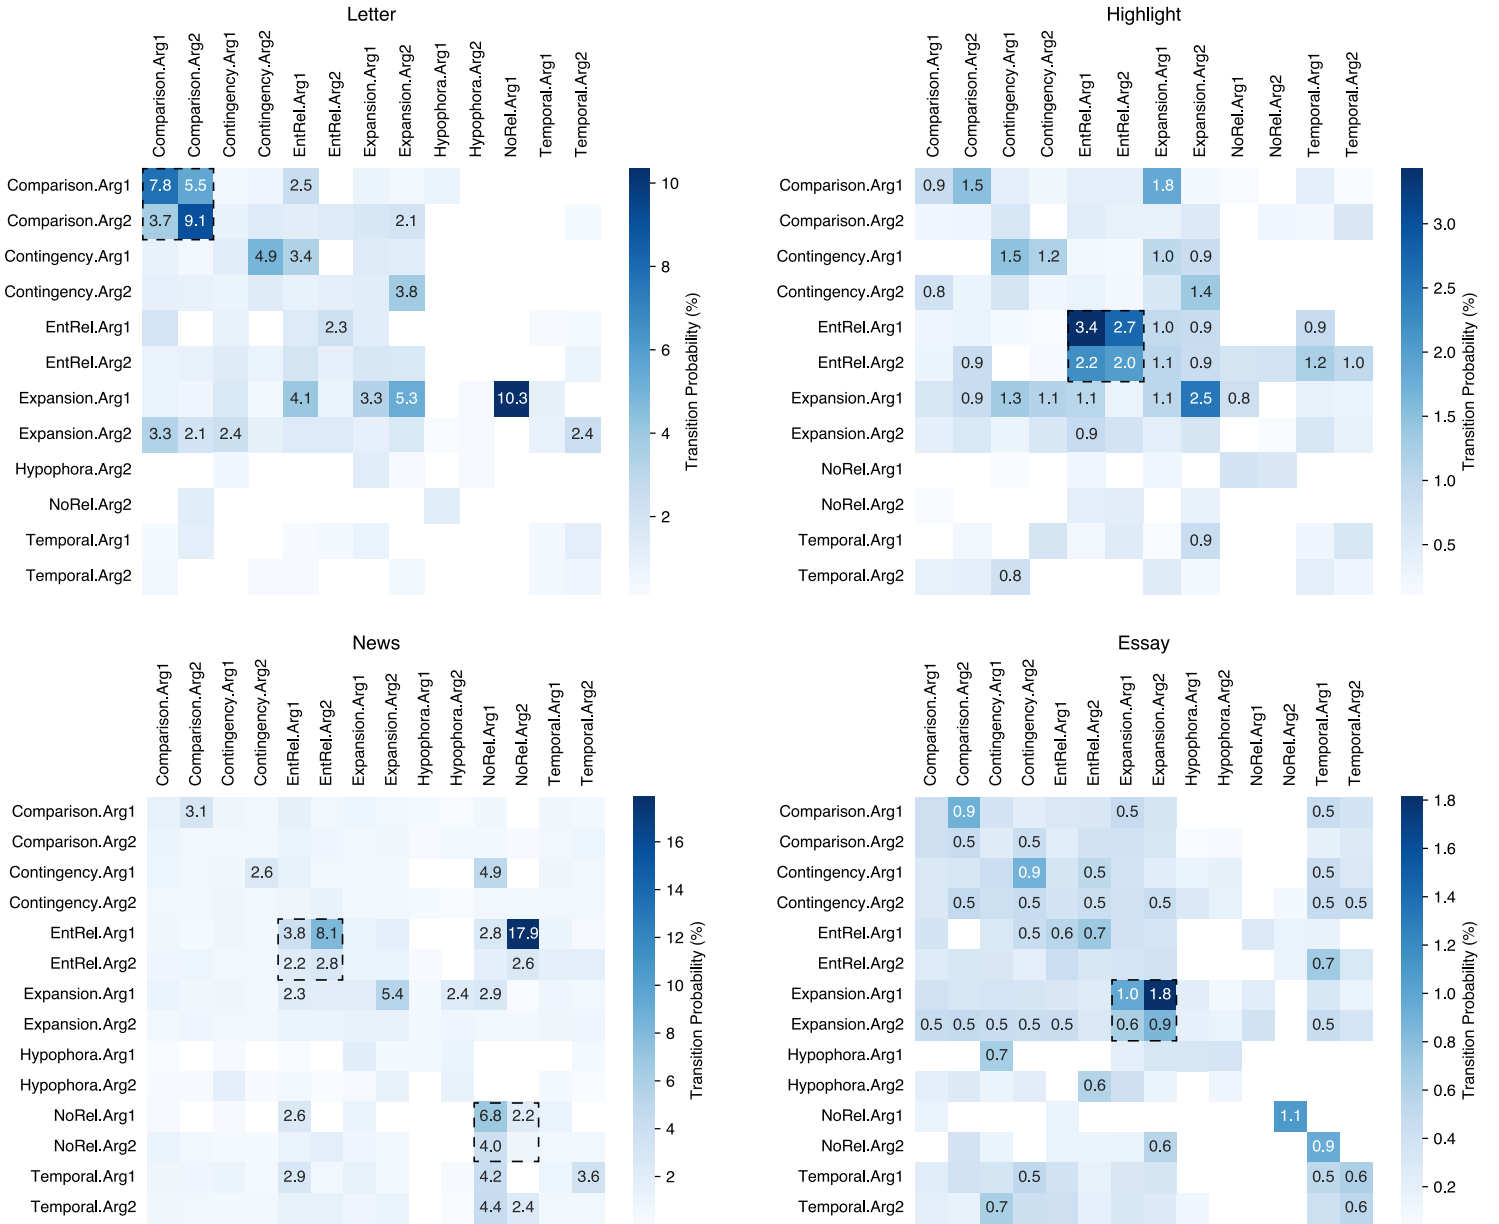 Letter
Comparison.Arg1 Comparison.Arg2 Contingency.Arg1 Contingency.Arg2 EntRel.Arg1 EntRel.Arg2 Expansion.Arg1 Expansion.Arg2 Hypophora.Arg1 Hypophora.Arg2 NoRel.Arg1 Temporal.Arg1 Temporal.Arg2
Comparison.Arg1 7.8 5.5 2.5
Comparison.Arg2 3.7 9.1 2.1
Contingency.Arg1 4.9 3.4
Contingency.Arg2 3.8
EntRel.Arg1 2.3
EntRel.Arg2
Expansion.Arg1 4.1 3.3 5.3 10.3
Expansion.Arg2 3.3 2.1 2.4 2.4
Hypophora.Arg2
NoRel.Arg2
Temporal.Arg1
Temporal.Arg2
10
8
6
4
2
Transition Probability (%)
Highlight
Comparison.Arg1 Comparison.Arg2 Contingency.Arg1 Contingency.Arg2 EntRel.Arg1 EntRel.Arg2 Expansion.Arg1 Expansion.Arg2 NoRel.Arg1 NoRel.Arg2 Temporal.Arg1 Temporal.Arg2
Comparison.Arg1 0.9 1.5 1.8
Comparison.Arg2
Contingency.Arg1 1.5 1.2 1.0 0.9
Contingency.Arg2 0.8 1.4
EntRel.Arg1 3.4 2.7 1.0 0.9 0.9
EntRel.Arg2 0.9 2.2 2.0 1.1 0.9 1.2 1.0
Expansion.Arg1 0.9 1.3 1.1 1.1 1.1 2.5 0.8
Expansion.Arg2 0.9
NoRel.Arg1
NoRel.Arg2
Temporal.Arg1 0.9
Temporal.Arg2 0.8
3.0
2.5
2.0
1.5
1.0
0.5
Transition Probability (%)
News
Comparison.Arg1 Comparison.Arg2 Contingency.Arg1 Contingency.Arg2 EntRel.Arg1 EntRel.Arg2 Expansion.Arg1 Expansion.Arg2 Hypophora.Arg1 Hypophora.Arg2 NoRel.Arg1 NoRel.Arg2 Temporal.Arg1 Temporal.Arg2
Comparison.Arg1 3.1
Comparison.Arg2
Contingency.Arg1 2.6 4.9
Contingency.Arg2
EntRel.Arg1 3.8 8.1 2.8 17.9
EntRel.Arg2 2.2 2.8 2.6
Expansion.Arg1 2.3 5.4 2.4 2.9
Expansion.Arg2
Hypophora.Arg1
Hypophora.Arg2
NoRel.Arg1 2.6 6.8 2.2
NoRel.Arg2 4.0
Temporal.Arg1 2.9 4.2 3.6
Temporal.Arg2 4.4 2.4
16
14
12
10
8
6
4
2
Transition Probability (%)
Essay
Comparison.Arg1 Comparison.Arg2 Contingency.Arg1 Contingency.Arg2 EntRel.Arg1 EntRel.Arg2 Expansion.Arg1 Expansion.Arg2 Hypophora.Arg1 Hypophora.Arg2 NoRel.Arg1 NoRel.Arg2 Temporal.Arg1 Temporal.Arg2
Comparison.Arg1 0.9 0.5 0.5
Comparison.Arg2 0.5 0.5
Contingency.Arg1 0.9 0.5 0.5
Contingency.Arg2 0.5 0.5 0.5 0.5 0.5 0.5
EntRel.Arg1 0.5 0.6 0.7
EntRel.Arg2 0.7
Expansion.Arg1 1.0 1.8
Expansion.Arg2 0.5 0.5 0.5 0.5 0.5 0.6 0.9 0.5
Hypophora.Arg1 0.7
Hypophora.Arg2 0.6
NoRel.Arg1 1.1
NoRel.Arg2 0.6 0.9
Temporal.Arg1 0.5 0.5 0.6
Temporal.Arg2 0.7 0.6
1.8
1.6
1.4
1.2
1.0
0.8
0.6
0.4
0.2
Transition Probability (%)